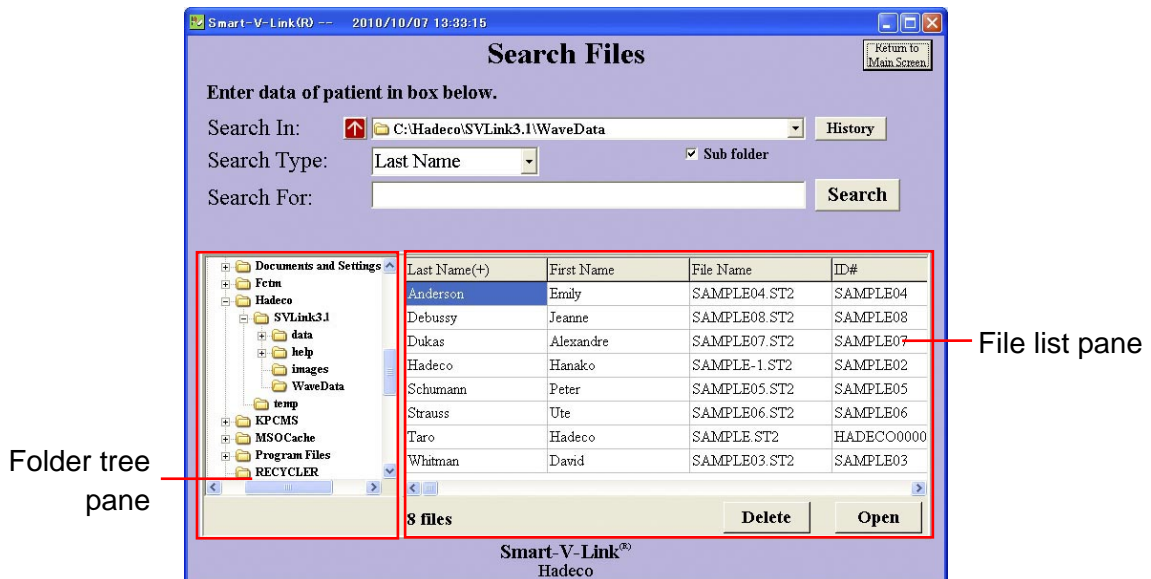 Smart-V-Link(R) -- 2010/10/07 13:33:15
Search Files
Return to
Main Screen
Enter data of patient in box below.
Search In: C:\Hadeco\SVLink3.1\WaveData History
Search Type: Last Name Sub folder
Search For: Search
Documents and Settings
Fctm
Hadeco
SVLink3.1
data
help
images
WaveData
temp
KPCMS
MSOCache
Program Files
RECYCLER
Last Name(+) First Name File Name ID#
Anderson Emily SAMPLE04.ST2 SAMPLE04
Debussy Jeanne SAMPLE08.ST2 SAMPLE08
Dukas Alexandre SAMPLE07.ST2 SAMPLE07
Hadeco Hanako SAMPLE-1.ST2 SAMPLE02
Schumann Peter SAMPLE05.ST2 SAMPLE05
Strauss Ute SAMPLE06.ST2 SAMPLE06
Taro Hadeco SAMPLE.ST2 HADECO0000
Whitman David SAMPLE03.ST2 SAMPLE03
8 files Delete Open
Smart-V-Link(R)
Hadeco
File list pane
Folder tree
pane